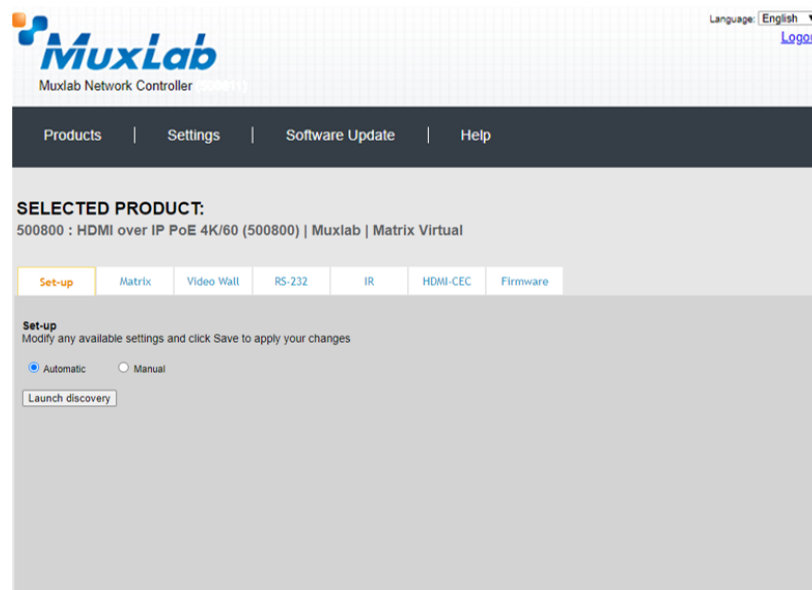 Language: English
Logou
MuxLab
Muxlab Network Controller
Products | Settings | Software Update | Help
SELECTED PRODUCT:
500800 : HDMI over IP PoE 4K/60 (500800) | Muxlab | Matrix Virtual
Set-up Matrix Video Wall RS-232 IR HDMI-CEC Firmware
Set-up
Modify any available settings and click Save to apply your changes
Automatic Manual
Launch discovery